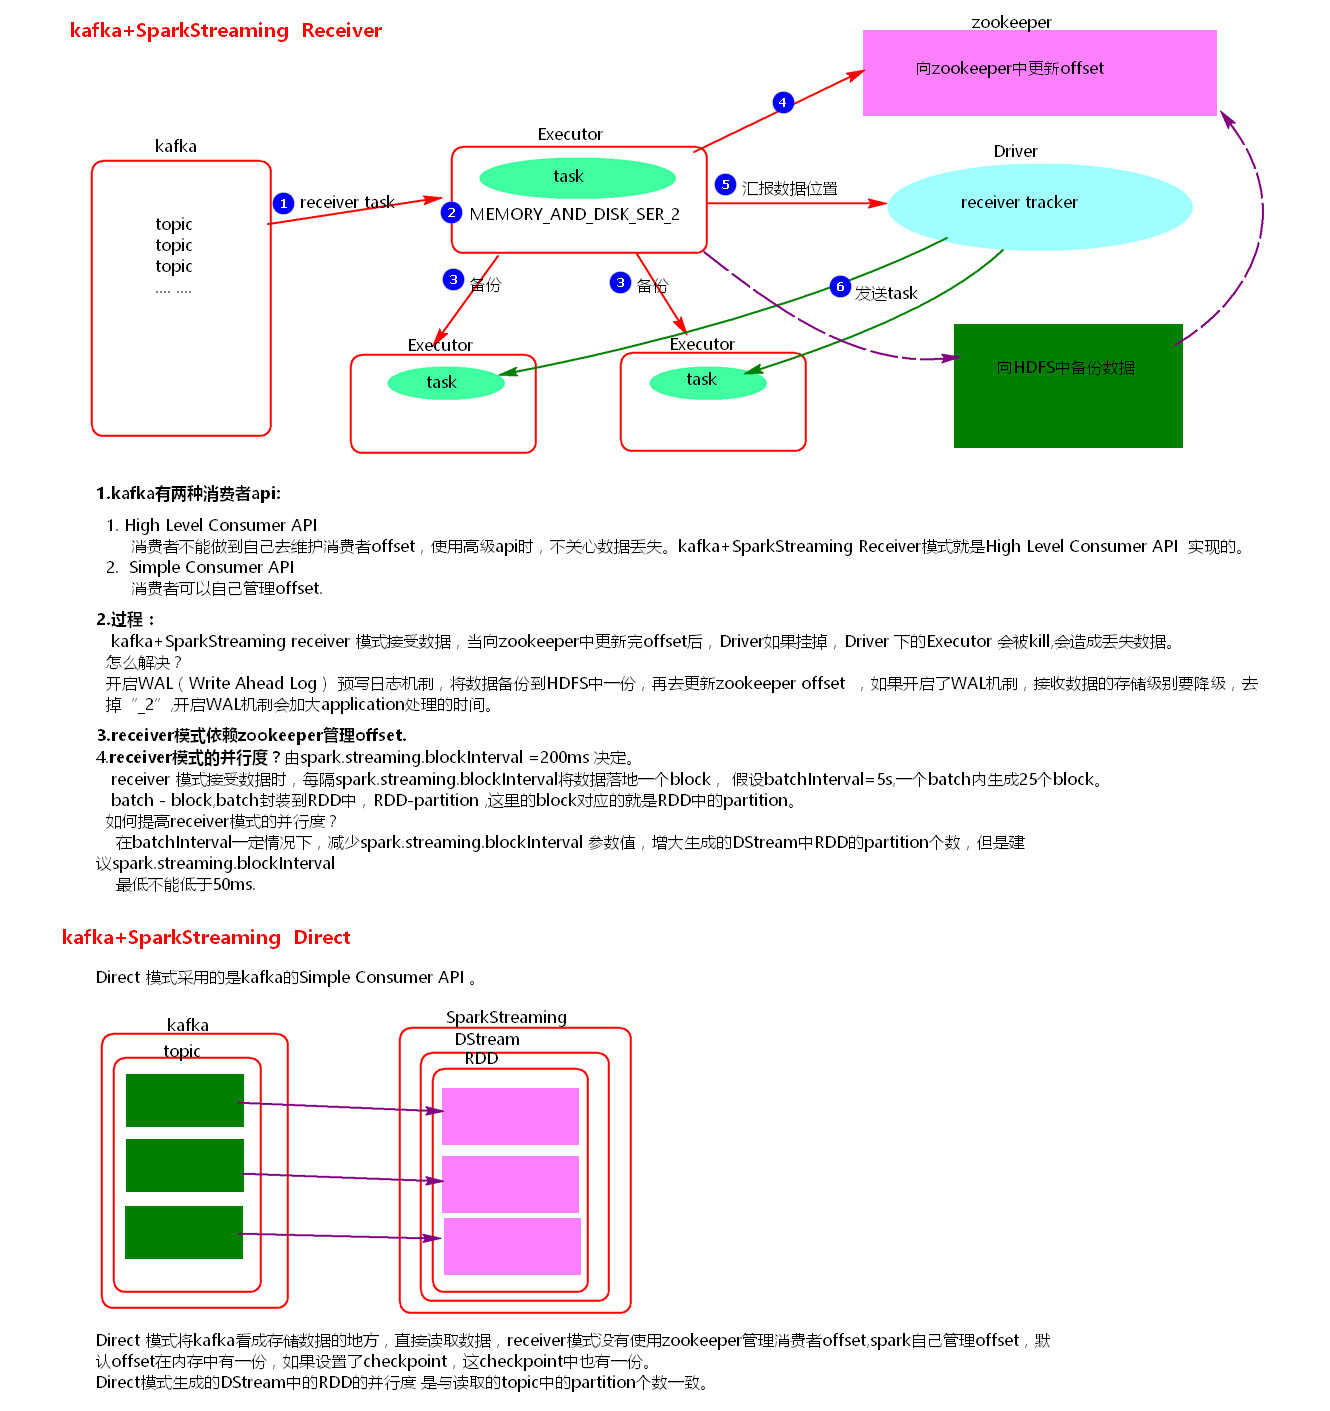 kafka+SparkStreaming Receiver
zookeeper
向zookeeper中更新offset
4
Executor
kafka
Driver
task
5 汇报数据位置
1 receiver task
receiver tracker
2 MEMORY_AND_DISK_SER_2
topic
topic
topic
.... ....
3 备份
3 备份
6 发送task
Executor
Executor
task
task
向HDFS中备份数据
1.kafka有两种消费者api:
1. High Level Consumer API
消费者不能做到自己去维护消费者offset，使用高级api时，不关心数据丢失。kafka+SparkStreaming Receiver模式就是High Level Consumer API 实现的。
2. Simple Consumer API
消费者可以自己管理offset.
2.过程：
kafka+SparkStreaming receiver 模式接受数据，当向zookeeper中更新完offset后，Driver如果挂掉，Driver 下的Executor 会被kill,会造成丢失数据。
怎么解决？
开启WAL（Write Ahead Log） 预写日志机制，将数据备份到HDFS中一份，再去更新zookeeper offset ，如果开启了WAL机制，接收数据的存储级别要降级，去
掉“_2”,开启WAL机制会加大application处理的时间。
3.receiver模式依赖zookeeper管理offset.
4.receiver模式的并行度？由spark.streaming.blockInterval =200ms 决定。
receiver 模式接受数据时，每隔spark.streaming.blockInterval将数据落地一个block， 假设batchInterval=5s,一个batch内生成25个block。
batch - block,batch封装到RDD中，RDD-partition ,这里的block对应的就是RDD中的partition。
如何提高receiver模式的并行度？
在batchInterval一定情况下，减少spark.streaming.blockInterval 参数值，增大生成的DStream中RDD的partition个数，但是建
议spark.streaming.blockInterval
最低不能低于50ms.
kafka+SparkStreaming Direct
Direct 模式采用的是kafka的Simple Consumer API 。
kafka
topic
SparkStreaming
DStream
RDD
Direct 模式将kafka看成存储数据的地方，直接读取数据，receiver模式没有使用zookeeper管理消费者offset,spark自己管理offset，默
认offset在内存中有一份，如果设置了checkpoint，这checkpoint中也有一份。
Direct模式生成的DStream中的RDD的并行度 是与读取的topic中的partition个数一致。